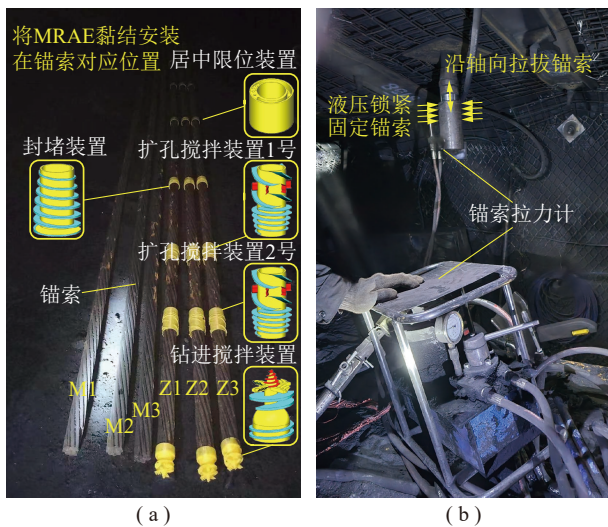 将MRAE黏结安装
在锚索对应位置
居中限位装置
封堵装置
扩孔搅拌装置1号
扩孔搅拌装置2号
锚索
钻进搅拌装置
M1
M2
M3
Z1
Z2
Z3
(a)
沿轴向拉拔锚索
液压锁紧
固定锚索
锚索拉力计
(b)